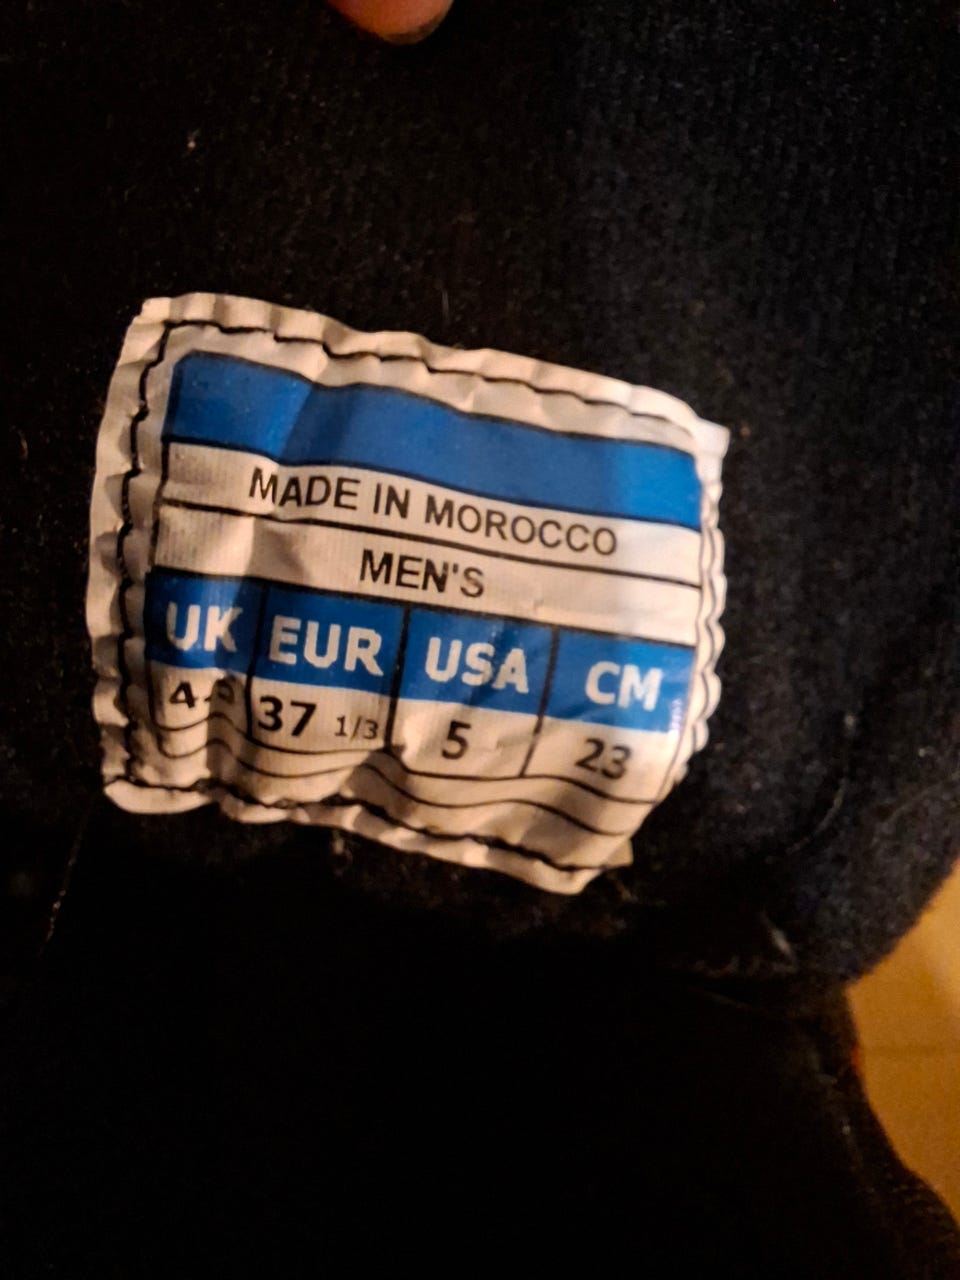 MADE IN MOROCCO
MEN'S
UK EUR USA CM
37 1/3 5 23